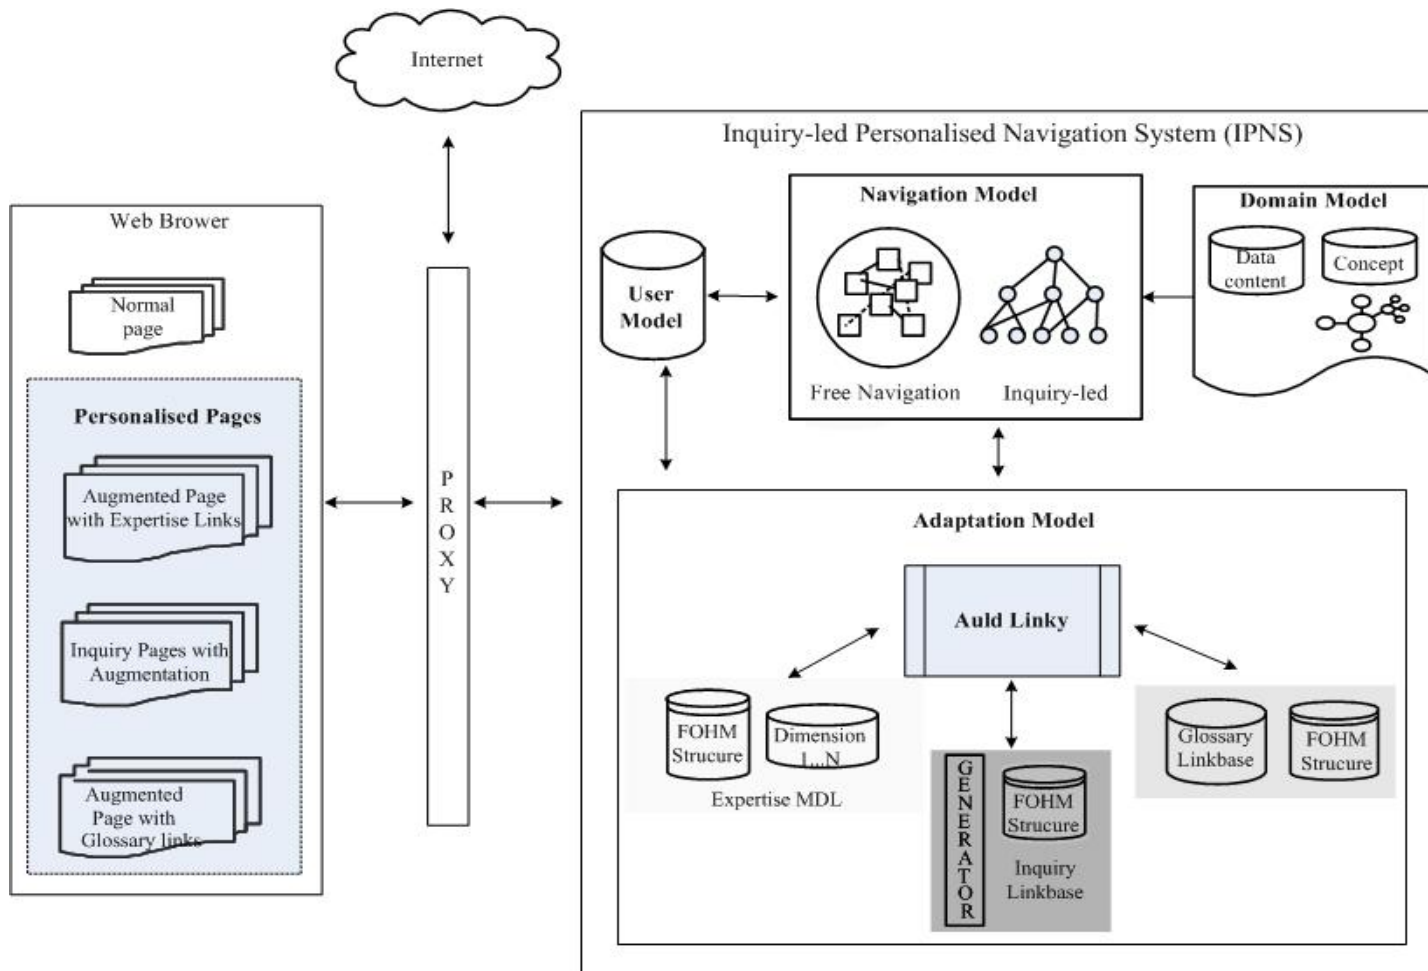 Internet
Inquiry-led Personalised Navigation System (IPNS)
Web Brower
Normal
page
Personalised Pages
Augmented Page
with Expertise Links
Inquiry Pages with
Augmentation
Augmented
Page with
Glossary links
PROXY
User
Model
Navigation Model
Free Navigation
Inquiry-led
Domain Model
Data
content
Concept
Adaptation Model
Auld Linky
FOHM
Strucure
Dimension
1...N
Expertise MDL
GENERATOR
FOHM
Strucure
Inquiry
Linkbase
Glossary
Linkbase
FOHM
Strucure